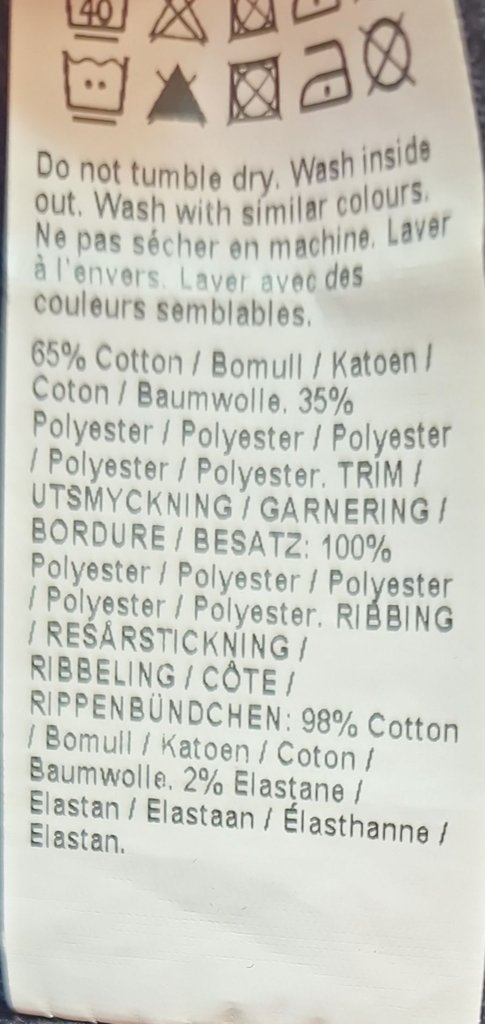 40
Do not tumble dry. Wash inside
out. Wash with similar colours.
Ne pas sécher en machine. Laver
à l'envers. Laver avec des
couleurs semblables.
65% Cotton / Bomull / Katoen /
Coton / Baumwolle. 35%
Polyester / Polyester / Polyester
/ Polyester / Polyester. TRIM /
UTSMYCKNING / GARNERING /
BORDURE / BESATZ: 100%
Polyester / Polyester / Polyester
/ Polyester / Polyester. RIBBING
/ RESÅRSTICKNING /
RIBBELING / CÔTE /
RIPPENBÜNDCHEN: 98% Cotton
/ Bomull / Katoen / Coton /
Baumwolle. 2% Elastane /
Elastan / Elastaan / Élasthanne /
Elastan.